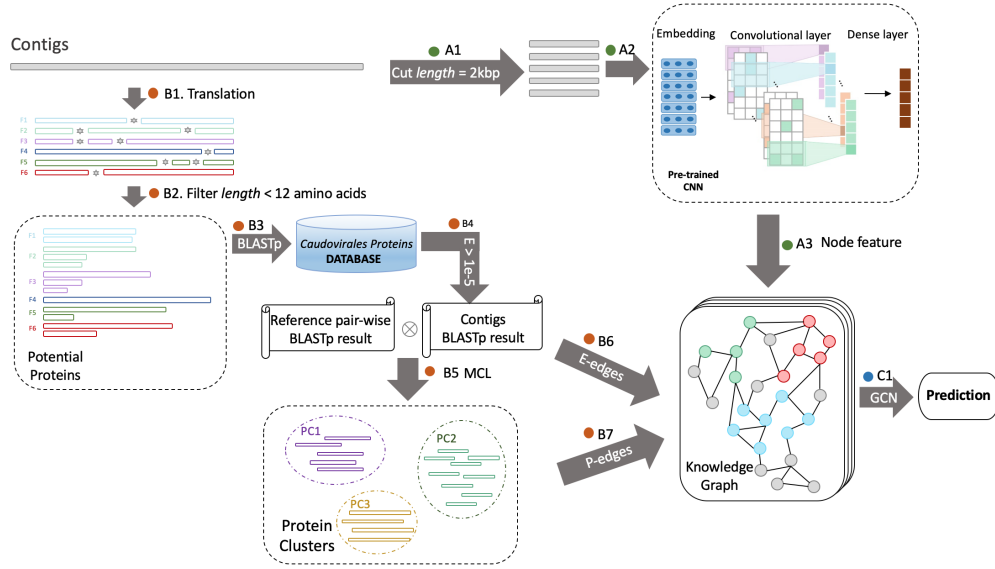 Contigs
A1
Cut length = 2kbp
A2
Embedding
Convolutional layer
Dense layer
Pre-trained
CNN
B1. Translation
F1
F2
F3
F4
F5
F6
B2. Filter length < 12 amino acids
F1
F2
F3
F4
F5
F6
Potential
Proteins
B3
BLASTp
Caudovirales Proteins
DATABASE
B4
E > 1e-5
A3 Node feature
Reference pair-wise
BLASTp result
Contigs
BLASTp result
B5 MCL
B6
E-edges
B7
P-edges
PC1
PC2
PC3
Protein
Clusters
Knowledge
Graph
C1
GCN
Prediction